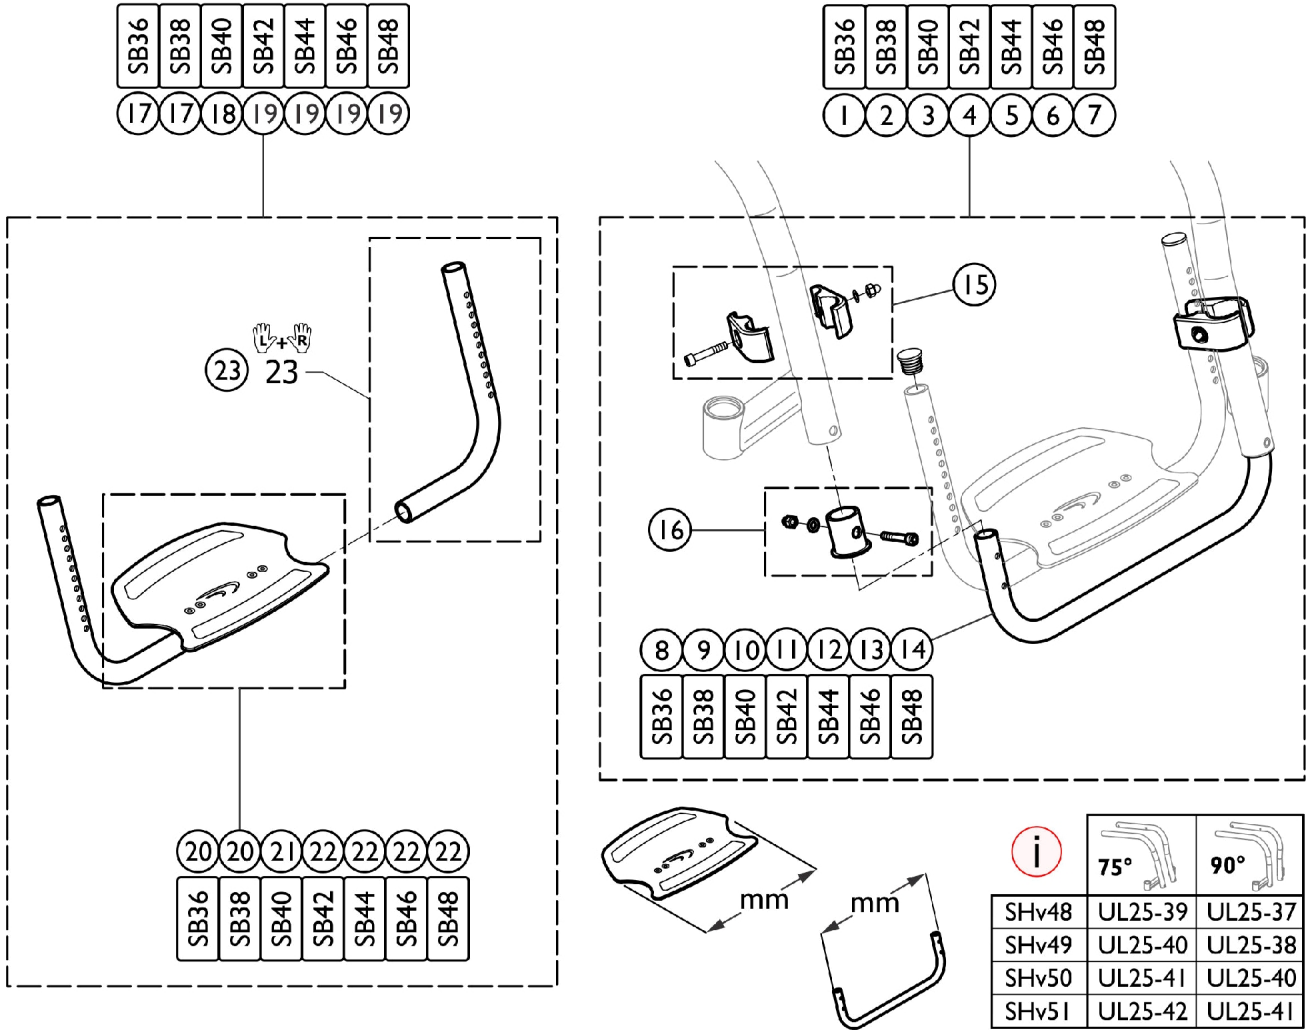 SB36 SB38 SB40 SB42 SB44 SB46 SB48
17 17 18 19 19 19 19
SB36 SB38 SB40 SB42 SB44 SB46 SB48
1 2 3 4 5 6 7
15
L + R
23 23
16
8 9 10 11 12 13 14
SB36 SB38 SB40 SB42 SB44 SB46 SB48
20 20 21 22 22 22 22
SB36 SB38 SB40 SB42 SB44 SB46 SB48
mm
mm
i
75° 90°
SHv48 UL25-39 UL25-37
SHv49 UL25-40 UL25-38
SHv50 UL25-41 UL25-40
SHv51 UL25-42 UL25-41